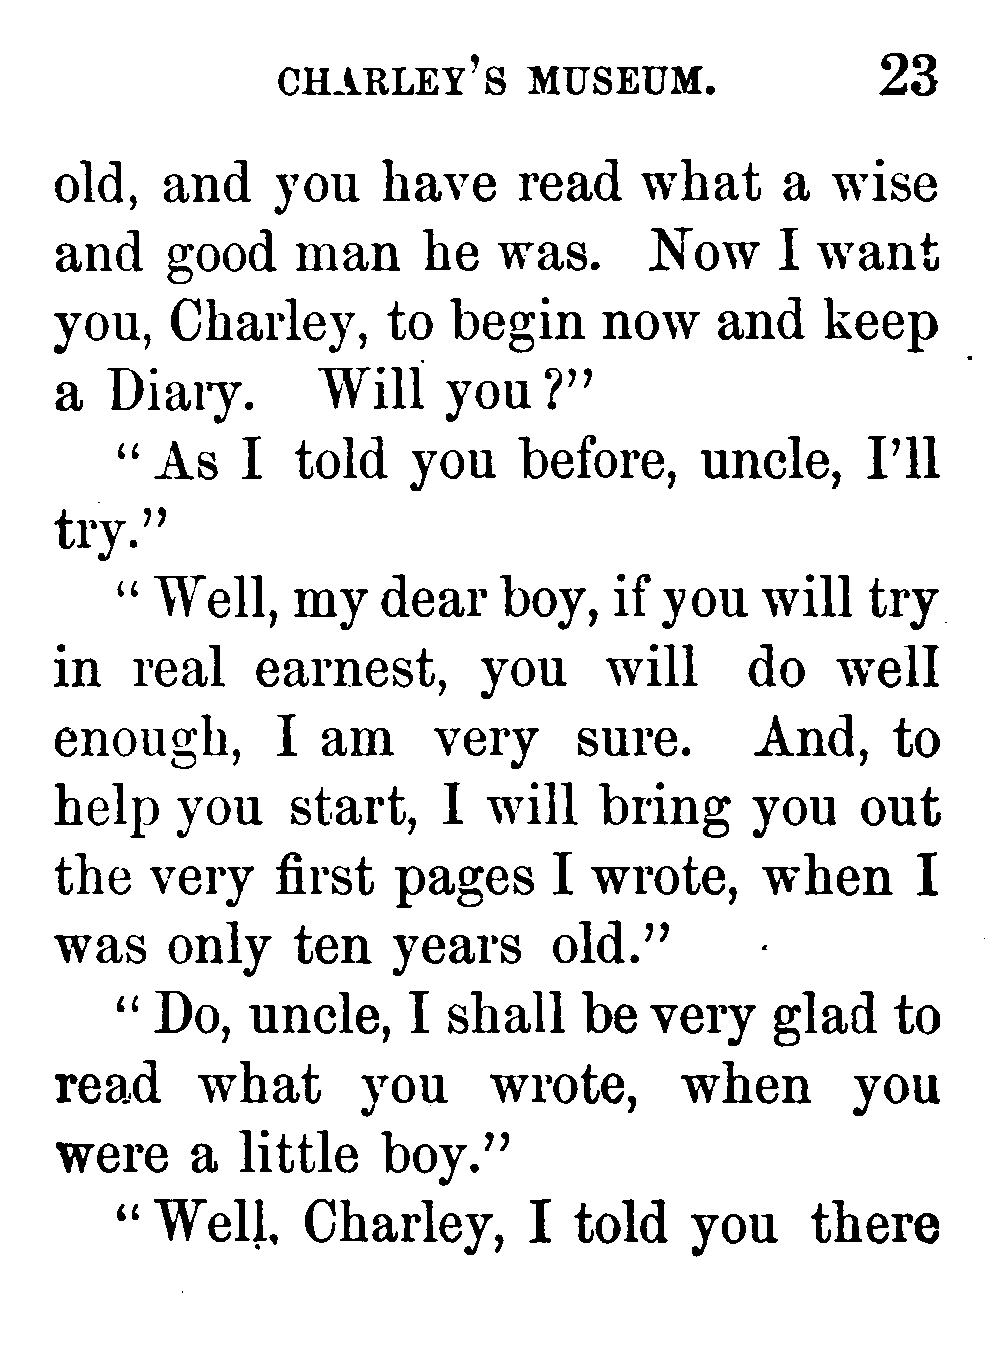 CHARLEY'S MUSEUM. 23
old, and you have read what a wise
and good man he was. Now I want
you, Charley, to begin now and keep
a Diary. Will you?"
"As I told you before, uncle, I'll
try."
"Well, my dear boy, if you will try
in real earnest, you will do well
enough, I am very sure. And, to
help you start, I will bring you out
the very first pages I wrote, when I
was only ten years old."
"Do, uncle, I shall be very glad to
read what you wrote, when you
were a little boy."
"Well, Charley, I told you there